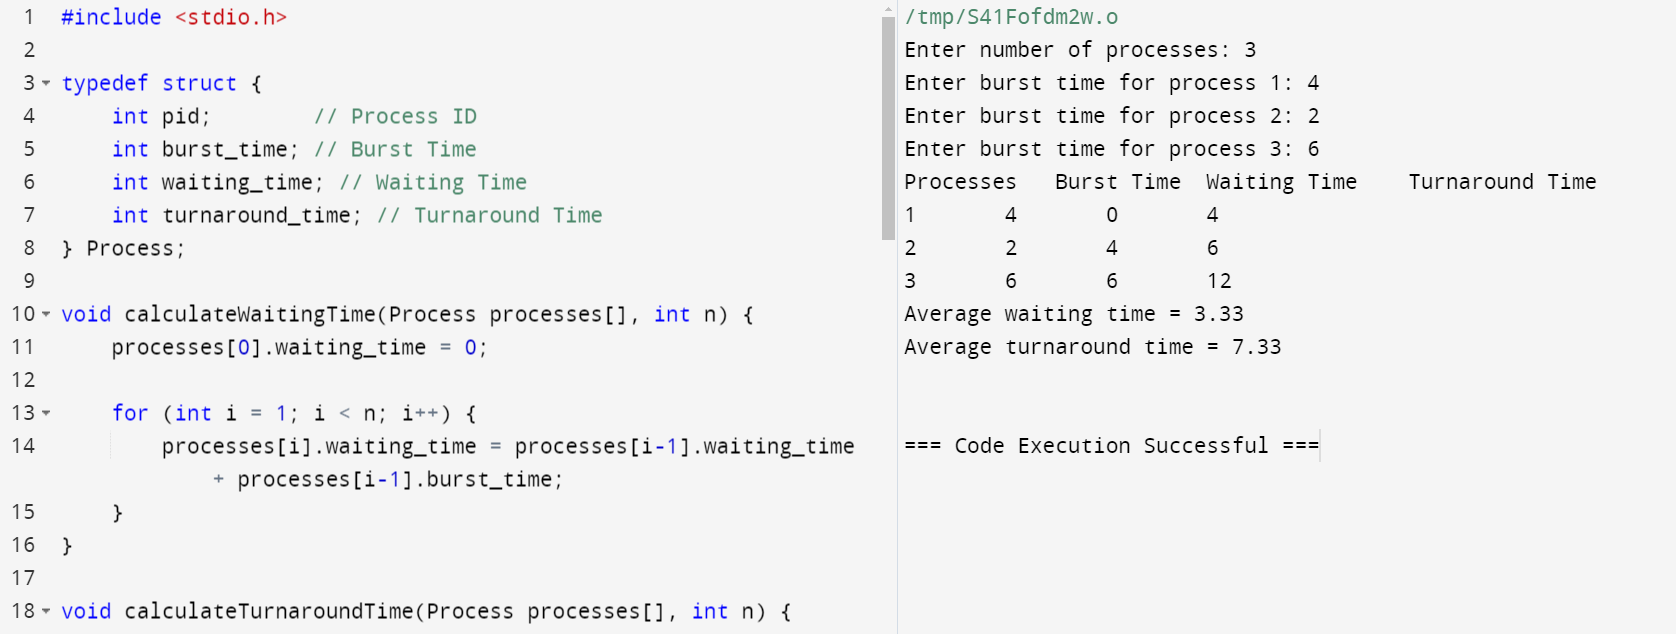 1 #include <stdio.h>
2
3 typedef struct {
4     int pid;        // Process ID
5     int burst_time; // Burst Time
6     int waiting_time; // Waiting Time
7     int turnaround_time; // Turnaround Time
8 } Process;
9
10 void calculateWaitingTime(Process processes[], int n) {
11     processes[0].waiting_time = 0;
12
13     for (int i = 1; i < n; i++) {
14         processes[i].waiting_time = processes[i-1].waiting_time
            + processes[i-1].burst_time;
15     }
16 }
17
18 void calculateTurnaroundTime(Process processes[], int n) {
/tmp/S41Fofdm2w.o
Enter number of processes: 3
Enter burst time for process 1: 4
Enter burst time for process 2: 2
Enter burst time for process 3: 6
Processes   Burst Time  Waiting Time    Turnaround Time
1       4       0       4
2       2       4       6
3       6       6       12
Average waiting time = 3.33
Average turnaround time = 7.33
=== Code Execution Successful ===